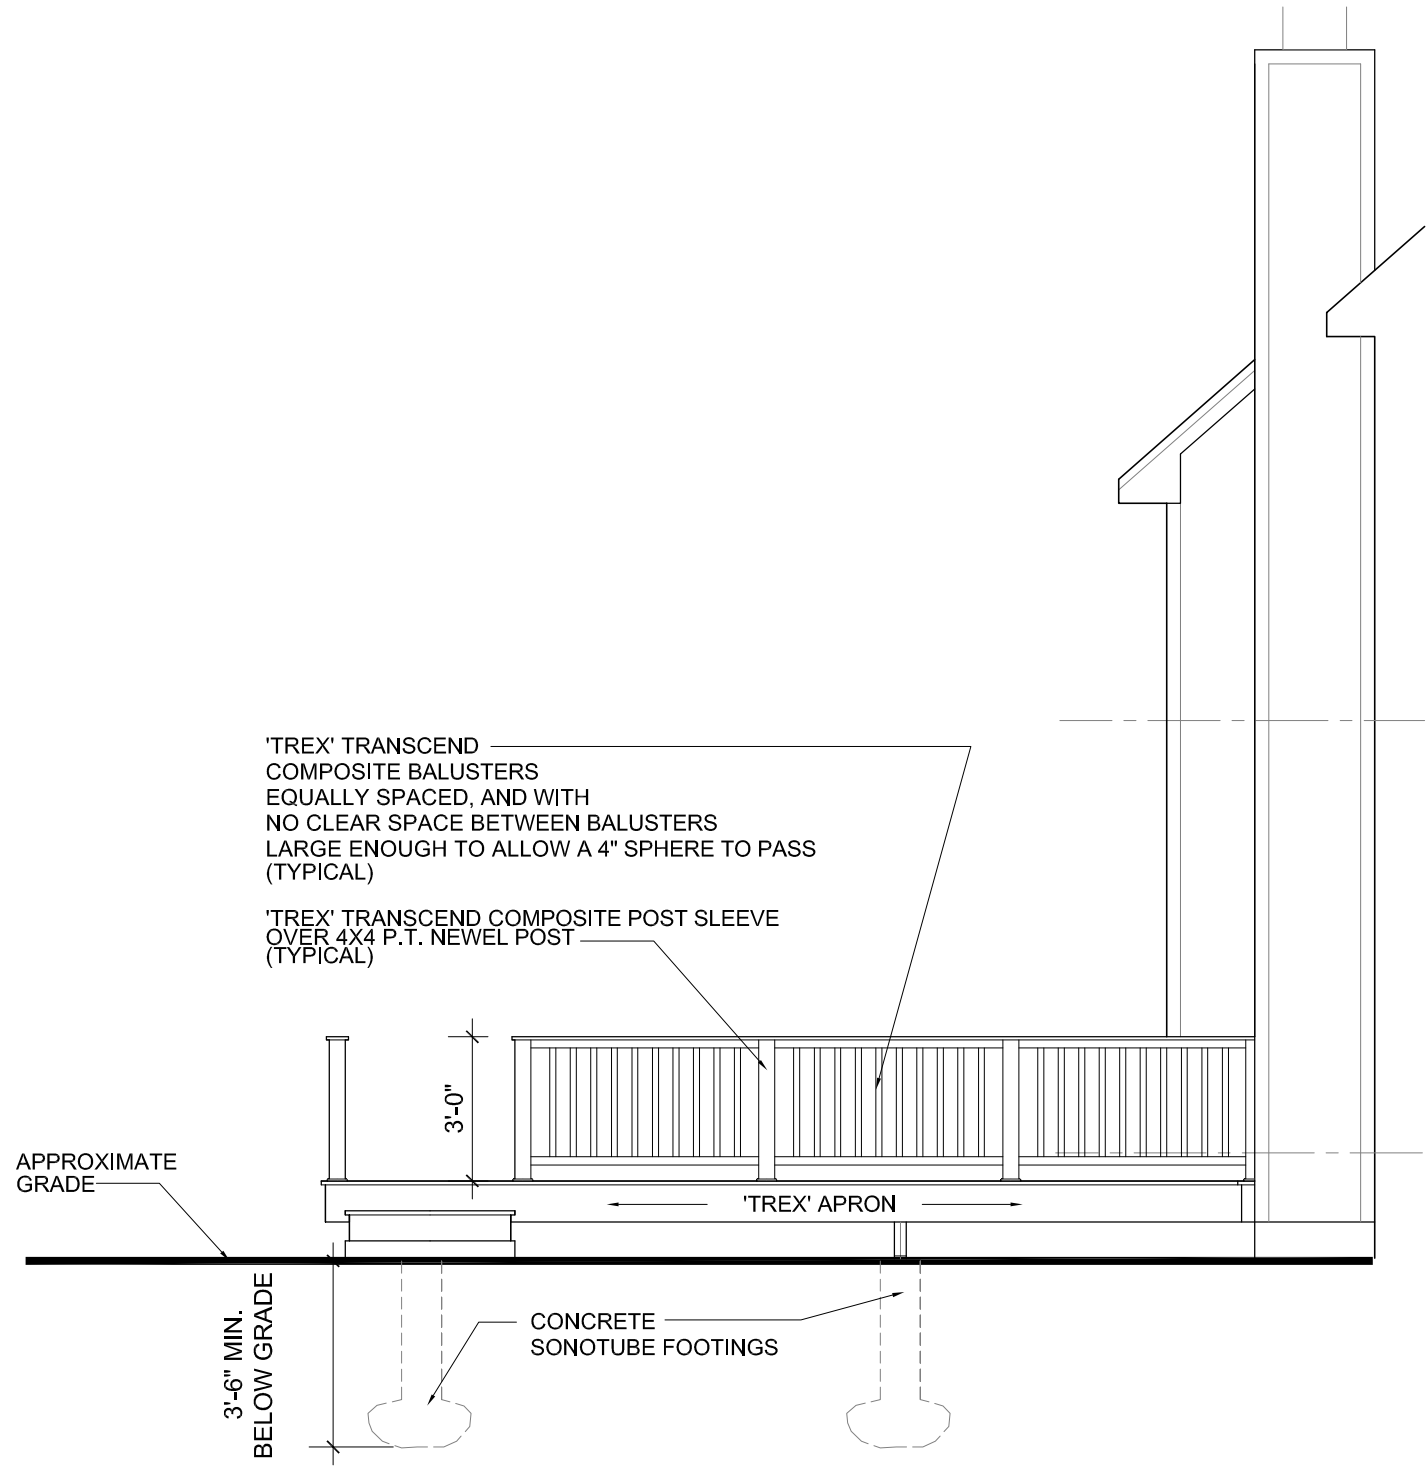 'TREX' TRANSCEND
COMPOSITE BALUSTERS
EQUALLY SPACED, AND WITH
NO CLEAR SPACE BETWEEN BALUSTERS
LARGE ENOUGH TO ALLOW A 4" SPHERE TO PASS
(TYPICAL)
'TREX' TRANSCEND COMPOSITE POST SLEEVE
OVER 4X4 P.T. NEWEL POST
(TYPICAL)
3'-0"
APPROXIMATE
GRADE
'TREX' APRON
3'-6" MIN.
BELOW GRADE
CONCRETE
SONOTUBE FOOTINGS